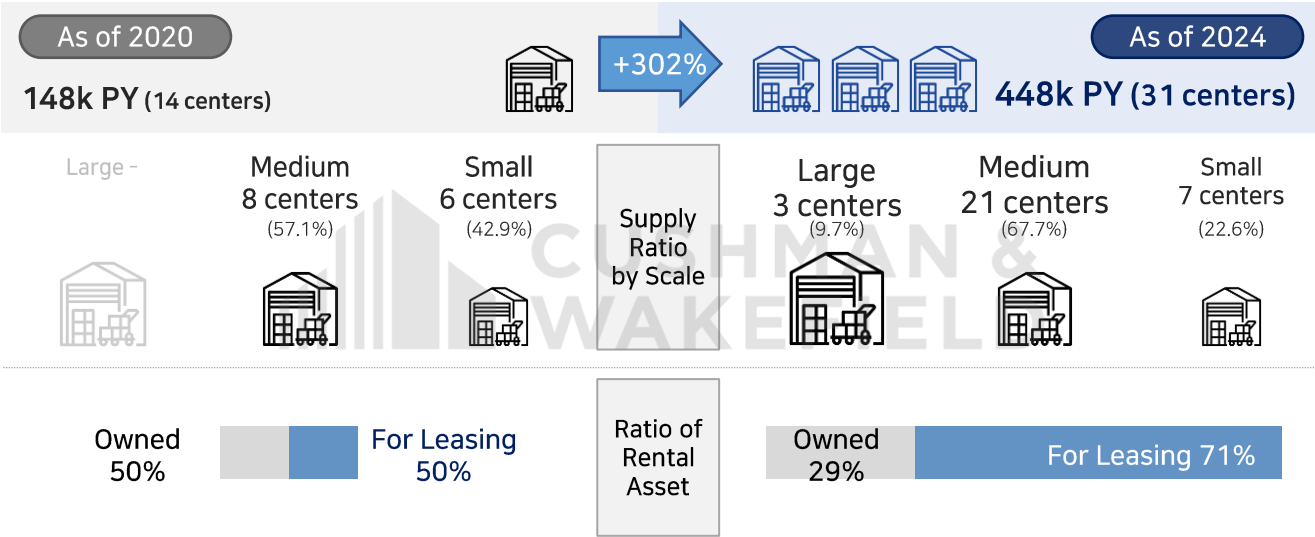 As of 2020
148k PY (14 centers)
+302%
As of 2024
448k PY (31 centers)
Large -
Medium
8 centers
(57.1%)
Small
6 centers
(42.9%)
Supply
Ratio
by Scale
Large
3 centers
(9.7%)
Medium
21 centers
(67.7%)
Small
7 centers
(22.6%)
CUSHMAN &
WAKEFIELD
Owned
50%
For Leasing
50%
Ratio of
Rental
Asset
Owned
29%
For Leasing 71%